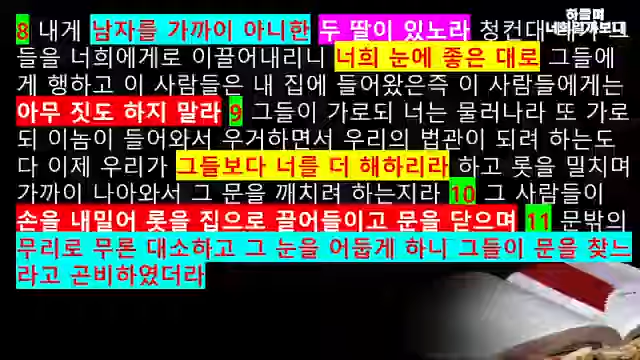 하늘며
8 내게 남자를 가까이 아니한 두 딸이 있노라 청컨대
들을 너희에게로 이끌어내리니 너희 눈에 좋은 대로 그들에
게 행하고 이 사람들은 내 집에 들어왔은즉 이 사람들에게는
아무 짓도 하지 말라 9 그들이 가로되 너는 물러나라 또 가로
되 이놈이 들어와서 우거하면서 우리의 법관이 되려 하는도
다 이제 우리가 그들보다 너를 더 해하리라 하고 롯을 밀치며
가까이 나아와서 그 문을 깨치려 하는지라 10 그 사람들이
손을 내밀어 롯을 집으로 끌어들이고 문을 닫으며 11 문밖의
무리로 무론 대소하고 그 눈을 어둡게 하니 그들이 문을 찾느
라고 곤비하였더라